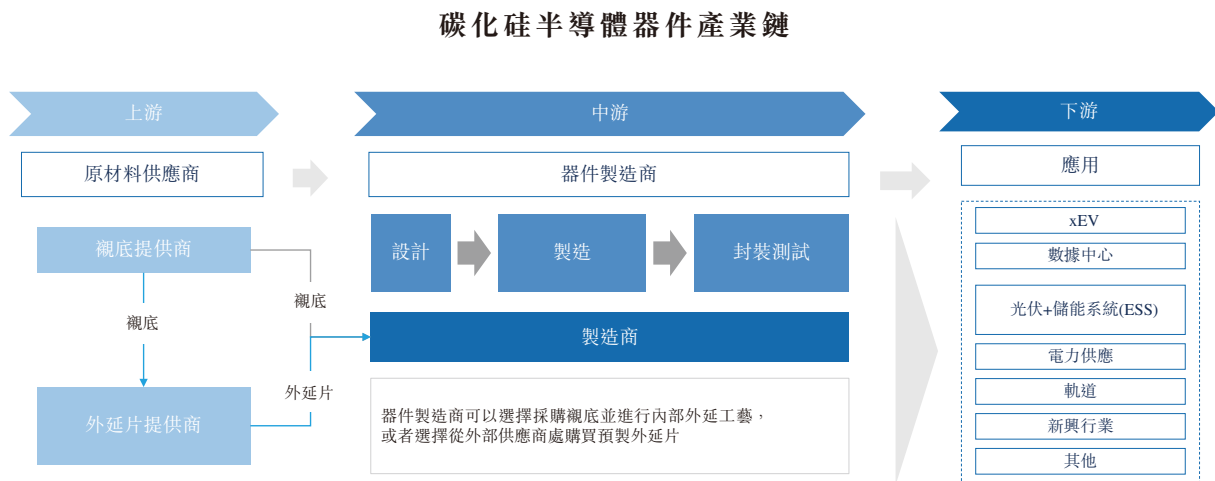 碳化硅半導體器件產業鏈
上游
中游
下游
原材料供應商
器件製造商
應用
襯底提供商
襯底
外延片提供商
襯底
外延片
設計
製造
封裝測試
製造商
器件製造商可以選擇採購襯底並進行內部外延工藝，
或者選擇從外部供應商處購買預製外延片
xEV
數據中心
光伏+儲能系統(ESS)
電力供應
軌道
新興行業
其他